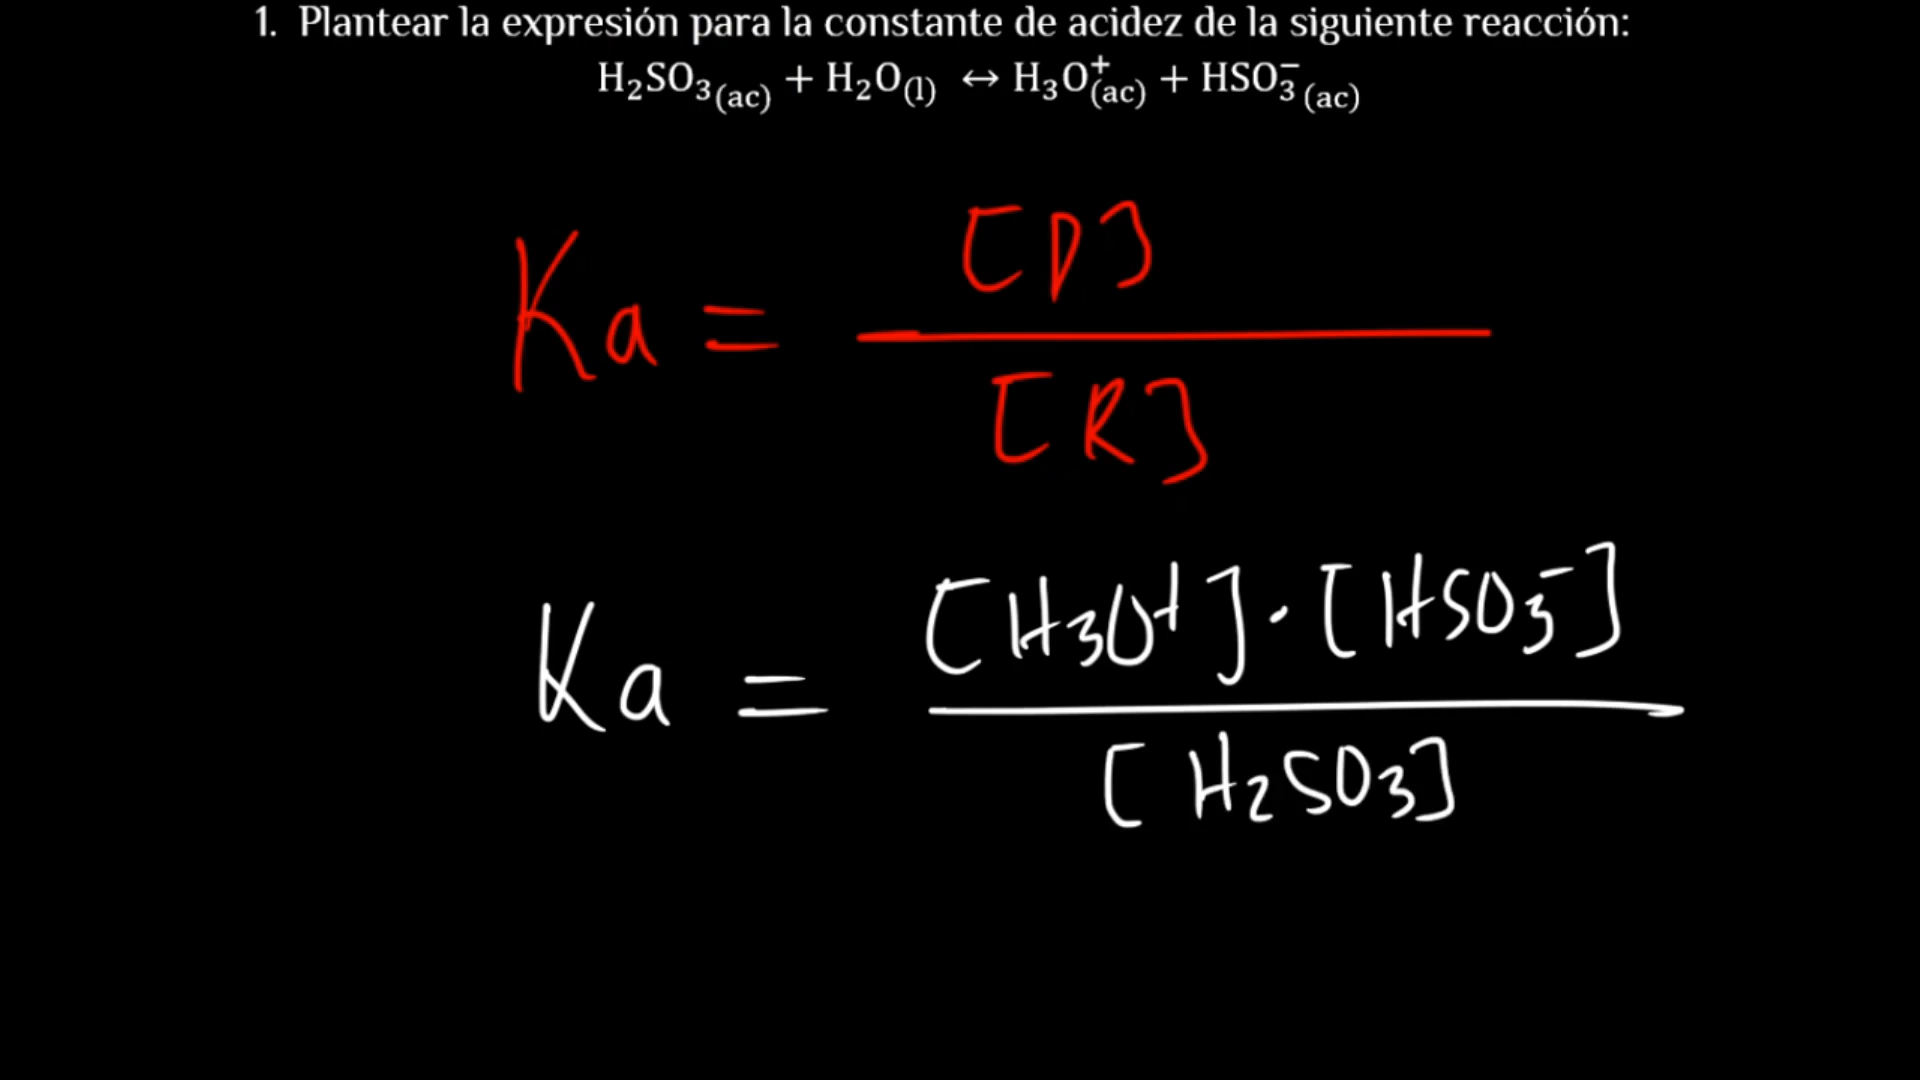 1. Plantear la expresión para la constante de acidez de la siguiente reacción:
H₂SO₃(ac) + H₂O(l) ↔ H₃O⁺(ac) + HSO₃⁻(ac)
Ka = [P] / [R]
Ka = [H₃O⁺] · [HSO₃⁻] / [H₂SO₃]